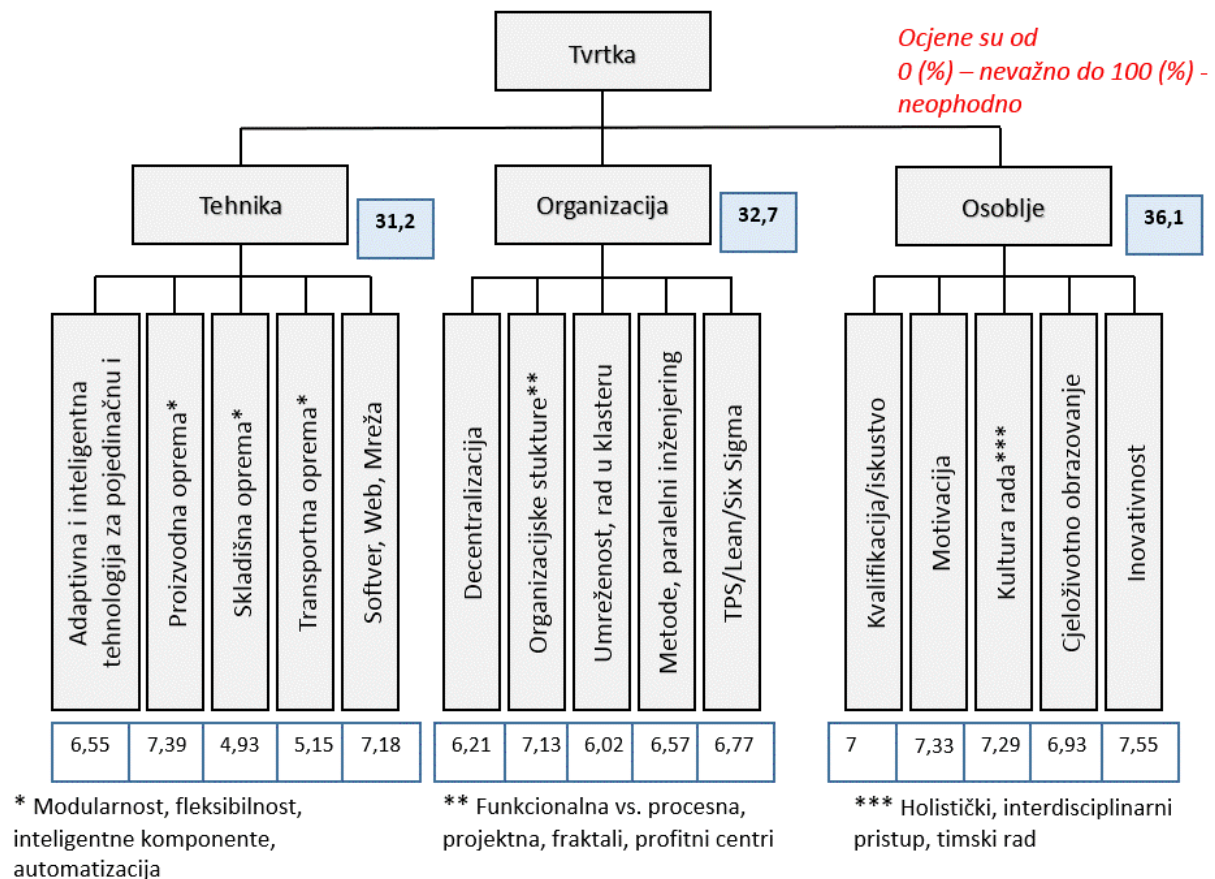 Tvrtka
Ocjene su od
0 (%) – nevažno do 100 (%) -
neophodno
Tehnika
31,2
Organizacija
32,7
Osoblje
36,1
Adaptivna i inteligentna
tehnologija za pojedinačnu i
Proizvodna oprema*
Skladišna oprema*
Transportna oprema*
Softver, Web, Mreža
Decentralizacija
Organizacijske stukture**
Umreženost, rad u klasteru
Metode, paralelni inženjering
TPS/Lean/Six Sigma
Kvalifikacija/iskustvo
Motivacija
Kultura rada***
Cjeloživotno obrazovanje
Inovativnost
6,55
7,39
4,93
5,15
7,18
6,21
7,13
6,02
6,57
6,77
7
7,33
7,29
6,93
7,55
* Modularnost, fleksibilnost,
inteligentne komponente,
automatizacija
** Funkcionalna vs. procesna,
projektna, fraktali, profitni centri
*** Holistički, interdisciplinarni
pristup, timski rad